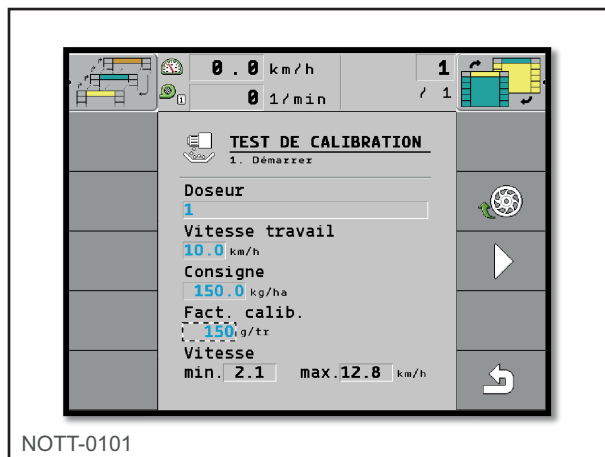 0.0 km/h 1
1 0 1/min / 1
TEST DE CALIBRATION
1. Démarrer
Doseur
1
Vitesse travail
10.0 km/h
Consigne
150.0 kg/ha
Fact. calib.
150 g/tr
Vitesse
min. 2.1 max. 12.8 km/h
NOTT-0101